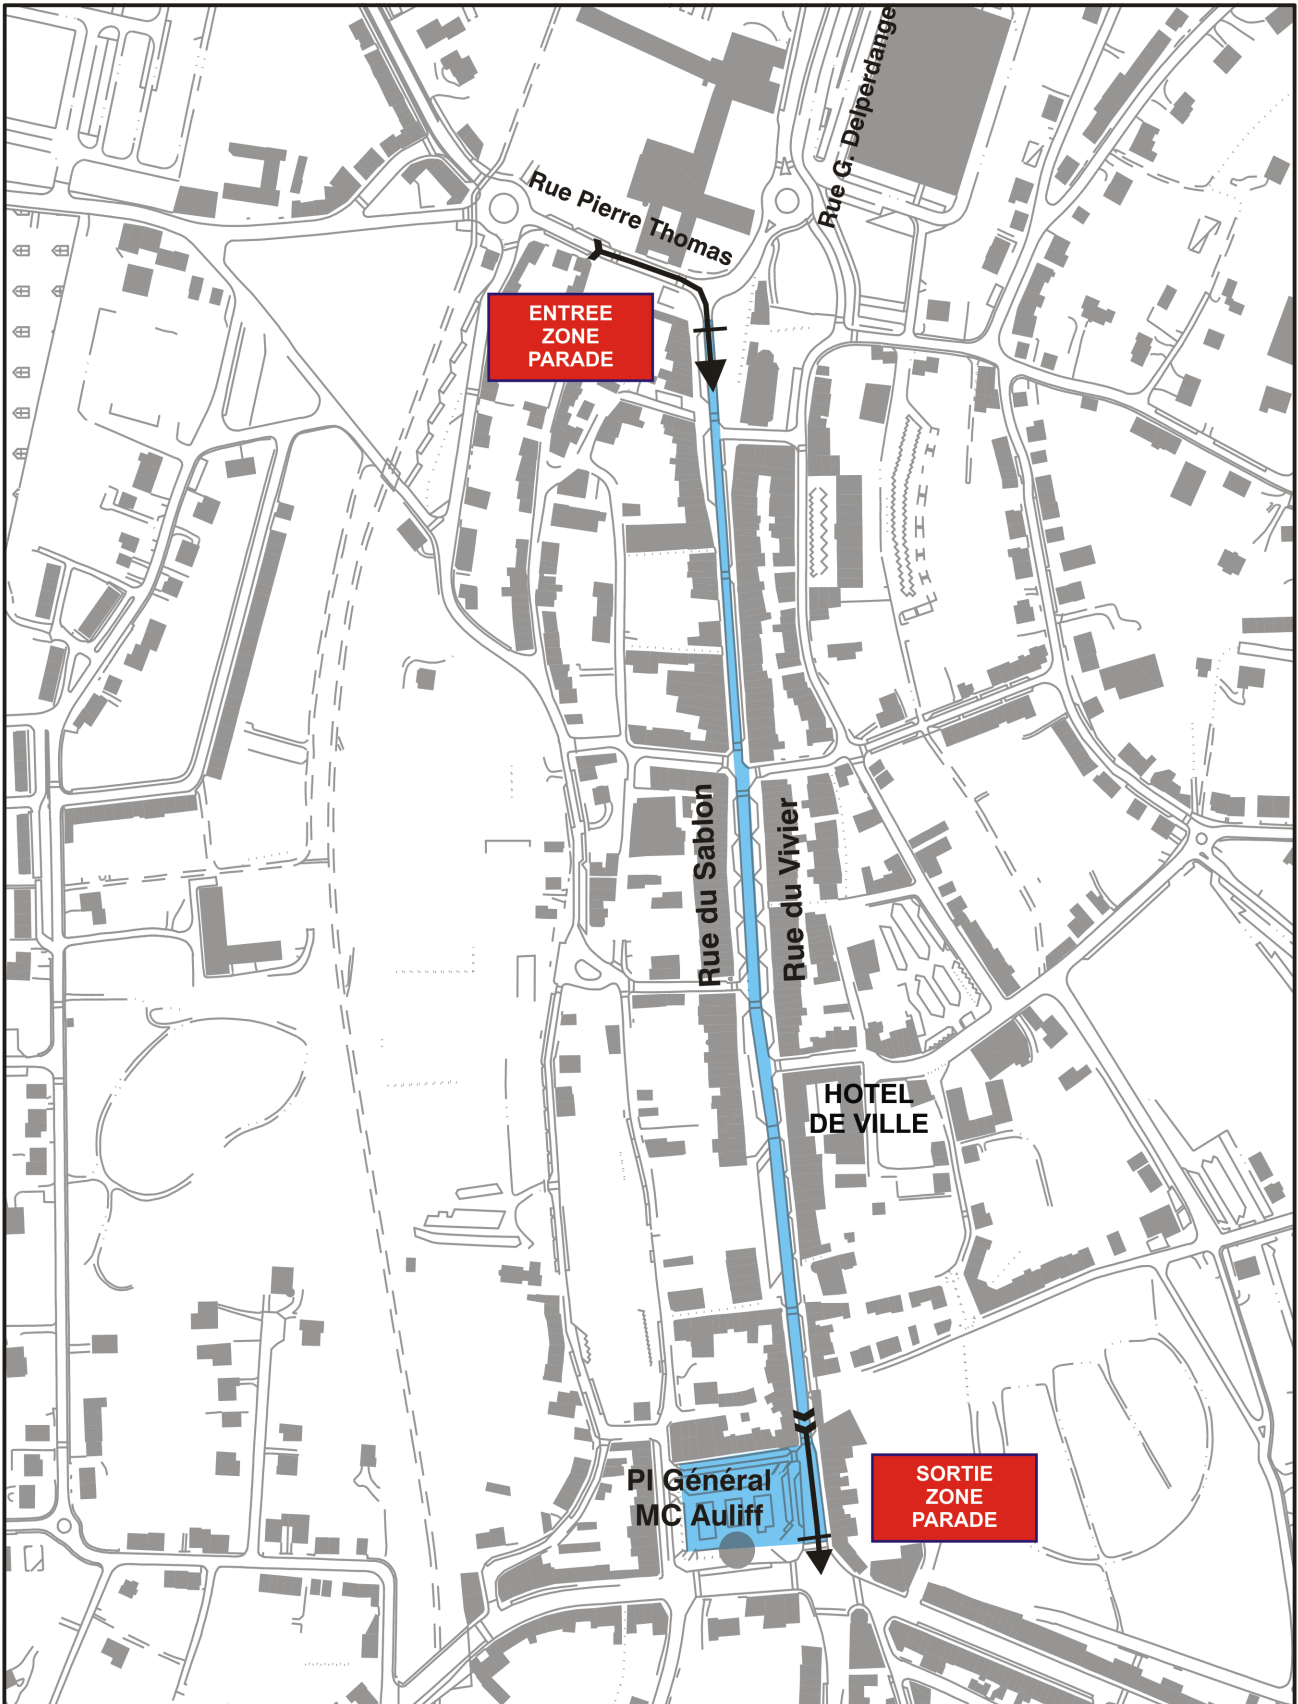 Rue G. Delperdange
Rue Pierre Thomas
ENTREE
ZONE
PARADE
Rue du Sablon
Rue du Vivier
HOTEL
DE VILLE
Pl Général
MC Auliff
SORTIE
ZONE
PARADE